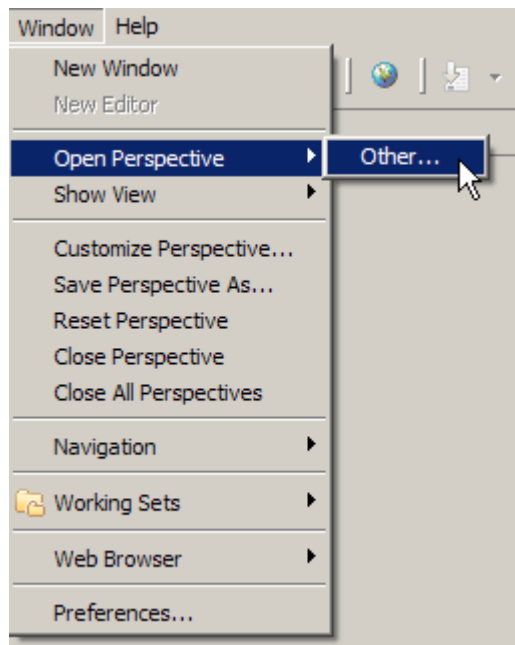 Window Help
New Window
New Editor
Open Perspective
Other...
Show View
Customize Perspective...
Save Perspective As...
Reset Perspective
Close Perspective
Close All Perspectives
Navigation
Working Sets
Web Browser
Preferences...